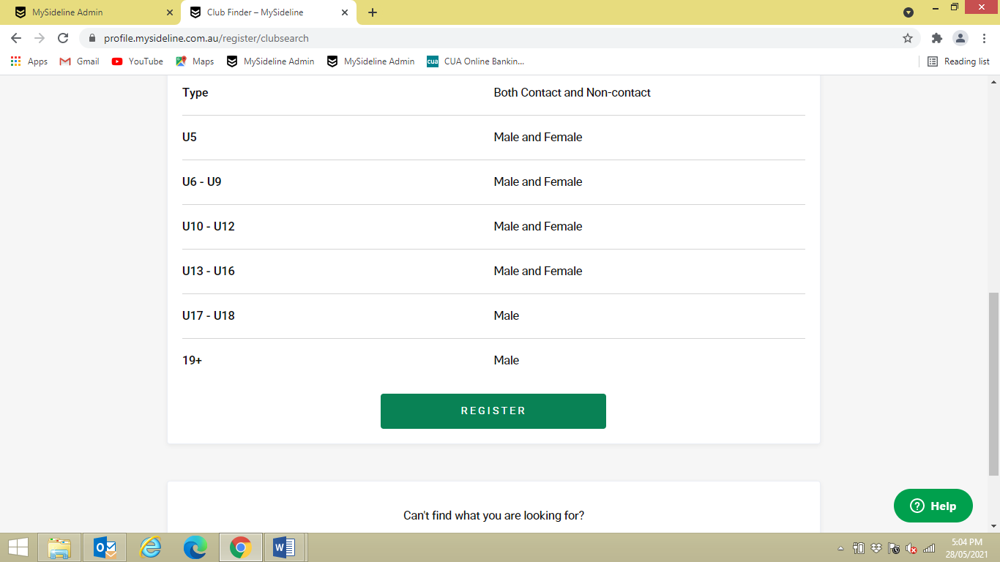 MySideline Admin
Club Finder – MySideline
profile.mysideline.com.au/register/clubsearch
Apps Gmail YouTube Maps MySideline Admin MySideline Admin cua CUA Online Bankin... Reading list
Type Both Contact and Non-contact
U5 Male and Female
U6 - U9 Male and Female
U10 - U12 Male and Female
U13 - U16 Male and Female
U17 - U18 Male
19+ Male
REGISTER
Can't find what you are looking for?
? Help
5:04 PM
28/05/2021